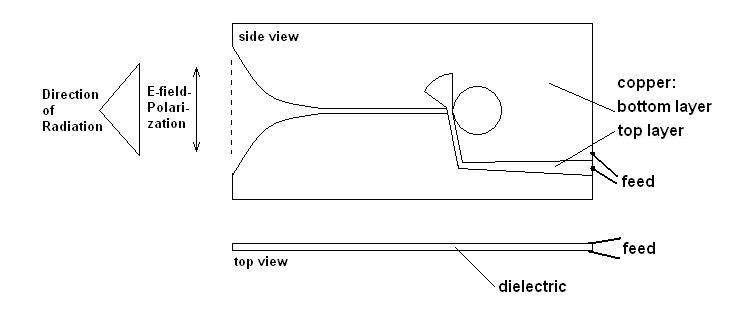 side view
Direction
of
Radiation
E-field-
Polari-
zation
copper:
bottom layer
top layer
feed
feed
top view
dielectric